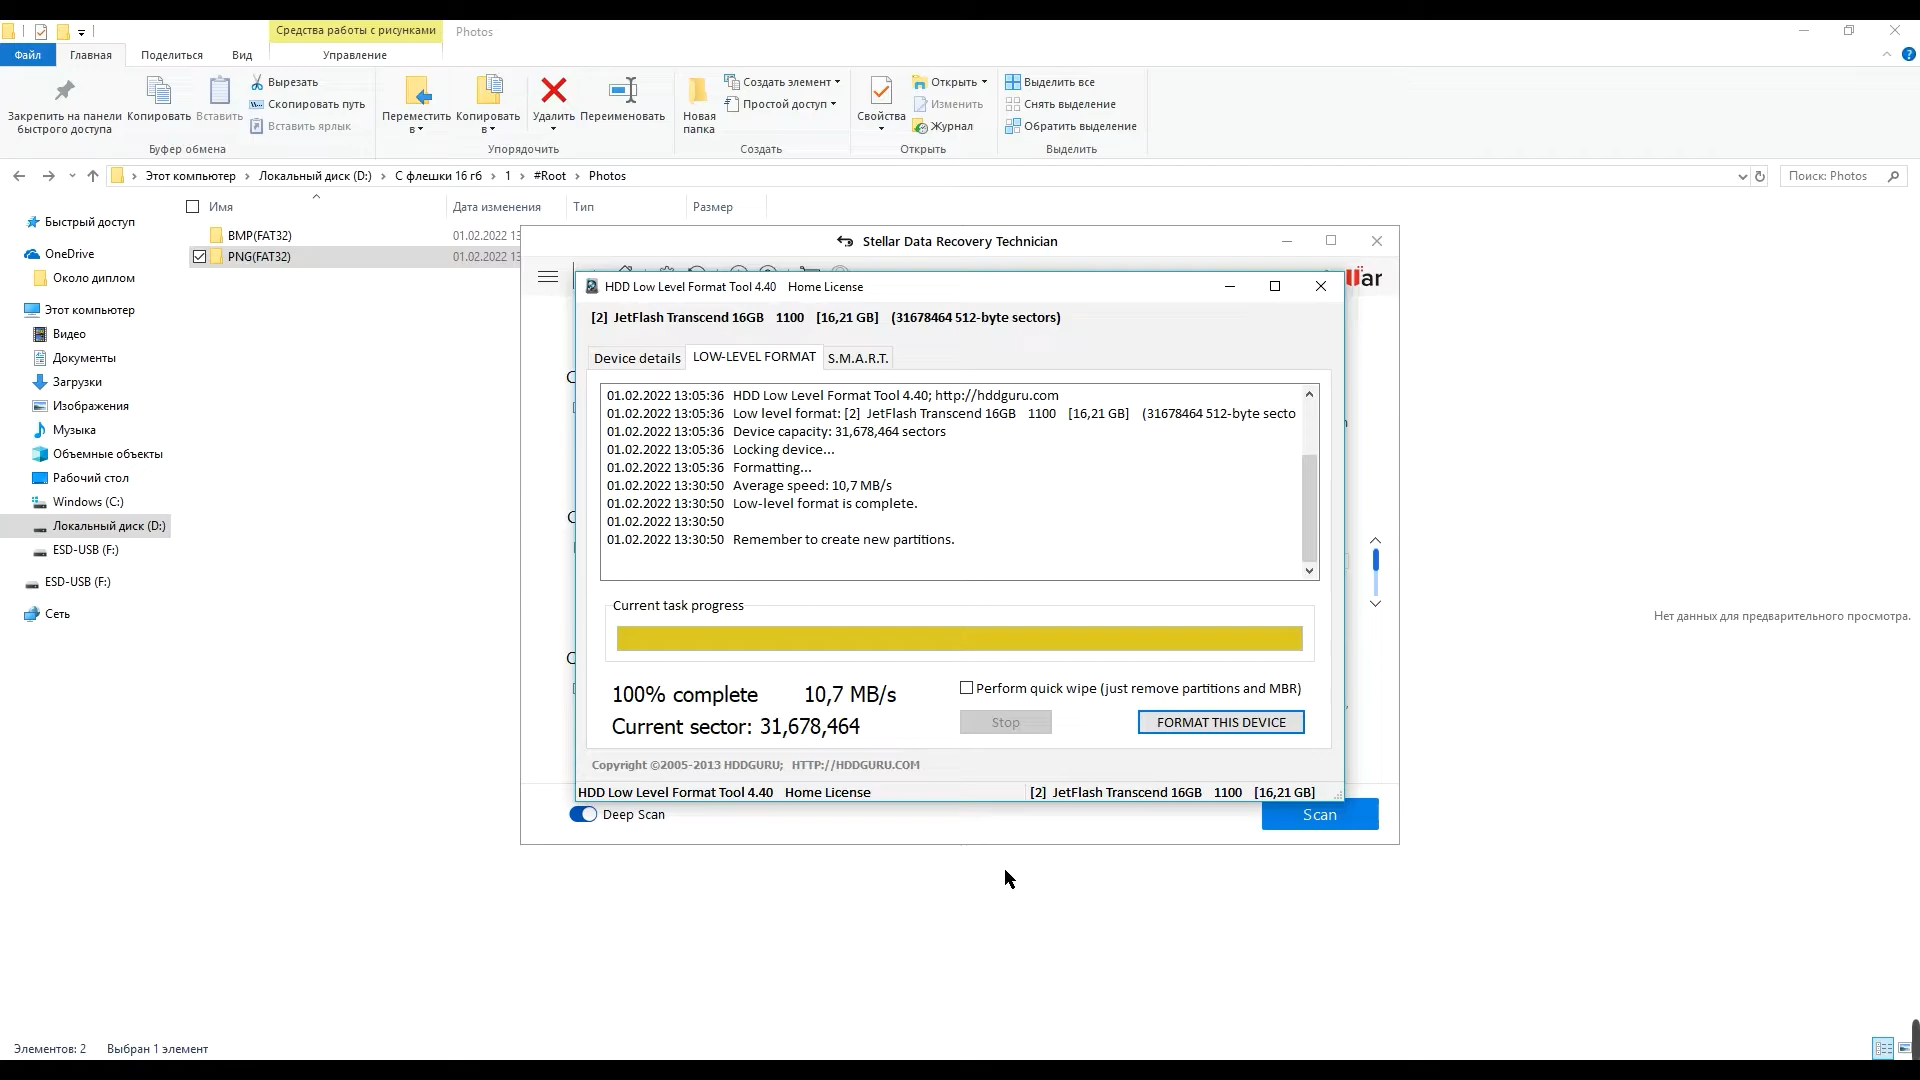 Средства работы с рисунками
Photos
Файл
Главная
Поделиться
Вид
Управление
Закрепить на панели
быстрого доступа
Копировать
Вставить
Вырезать
Скопировать путь
Вставить ярлык
Буфер обмена
Переместить
в
Копировать
в
Удалить
Переименовать
Упорядочить
Новая
папка
Создать элемент
Простой доступ
Создать
Свойства
Открыть
Изменить
Журнал
Открыть
Выделить все
Снять выделение
Обратить выделение
Выделить
Этот компьютер
Локальный диск (D:)
С флешки 16 гб
1
#Root
Photos
Поиск: Photos
Имя
Дата изменения
Тип
Размер
BMP(FAT32)
01.02.2022 13
PNG(FAT32)
01.02.2022 13
Быстрый доступ
OneDrive
Около диплом
Этот компьютер
Видео
Документы
Загрузки
Изображения
Музыка
Объемные объекты
Рабочий стол
Windows (C:)
Локальный диск (D:)
ESD-USB (F:)
ESD-USB (F:)
Сеть
Stellar Data Recovery Technician
HDD Low Level Format Tool 4.40 Home License
[2] JetFlash Transcend 16GB 1100 [16,21 GB] (31678464 512-byte sectors)
Device details
LOW-LEVEL FORMAT
S.M.A.R.T.
01.02.2022 13:05:36 HDD Low Level Format Tool 4.40; http://hddguru.com
01.02.2022 13:05:36 Low level format: [2] JetFlash Transcend 16GB 1100 [16,21 GB] (31678464 512-byte secto
01.02.2022 13:05:36 Device capacity: 31,678,464 sectors
01.02.2022 13:05:36 Locking device...
01.02.2022 13:05:36 Formatting...
01.02.2022 13:30:50 Average speed: 10,7 MB/s
01.02.2022 13:30:50 Low-level format is complete.
01.02.2022 13:30:50
01.02.2022 13:30:50 Remember to create new partitions.
Current task progress
100% complete 10,7 MB/s
Current sector: 31,678,464
Perform quick wipe (just remove partitions and MBR)
Stop
FORMAT THIS DEVICE
Copyright ©2005-2013 HDDGURU; HTTP://HDDGURU.COM
HDD Low Level Format Tool 4.40 Home License
[2] JetFlash Transcend 16GB 1100 [16,21 GB]
Deep Scan
Scan
Нет данных для предварительного просмотра.
Элементов: 2
Выбран 1 элемент